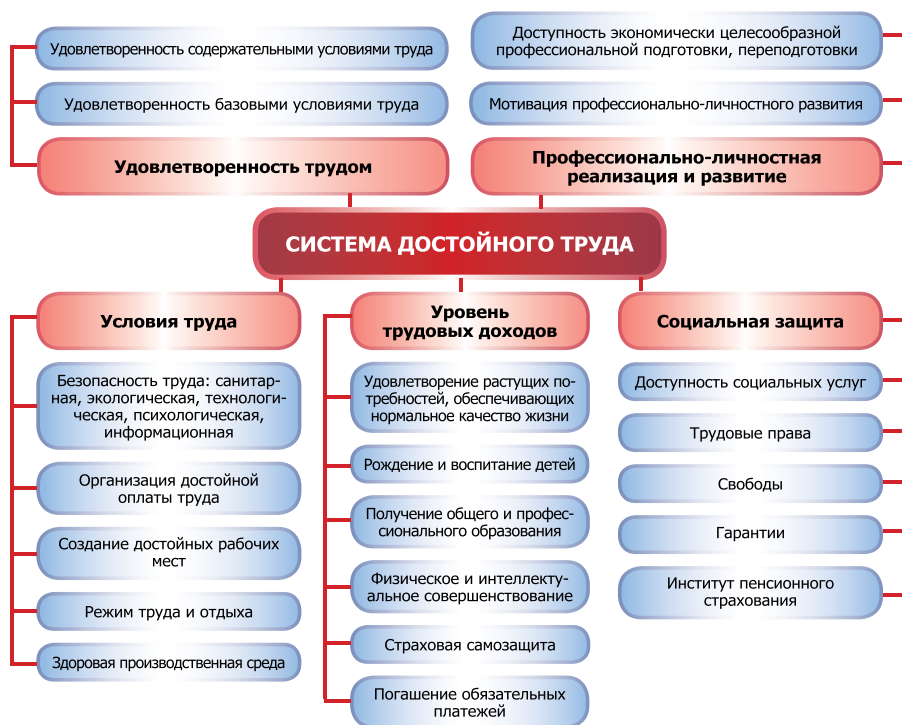 Удовлетворенность содержательными условиями труда
Удовлетворенность базовыми условиями труда
Удовлетворенность трудом
Доступность экономически целесообразной
профессиональной подготовки, переподготовки
Мотивация профессионально-личностного развития
Профессионально-личностная
реализация и развитие
СИСТЕМА ДОСТОЙНОГО ТРУДА
Условия труда
Безопасность труда: санитар-
ная, экологическая, технологи-
ческая, психологическая,
информационная
Организация достойной
оплаты труда
Создание достойных рабочих
мест
Режим труда и отдыха
Здоровая производственная среда
Уровень
трудовых доходов
Удовлетворение растущих по-
требностей, обеспечивающих
нормальное качество жизни
Рождение и воспитание детей
Получение общего и профес-
сионального образования
Физическое и интеллекту-
альное совершенствование
Страховая самозащита
Погашение обязательных
платежей
Социальная защита
Доступность социальных услуг
Трудовые права
Свободы
Гарантии
Институт пенсионного
страхования